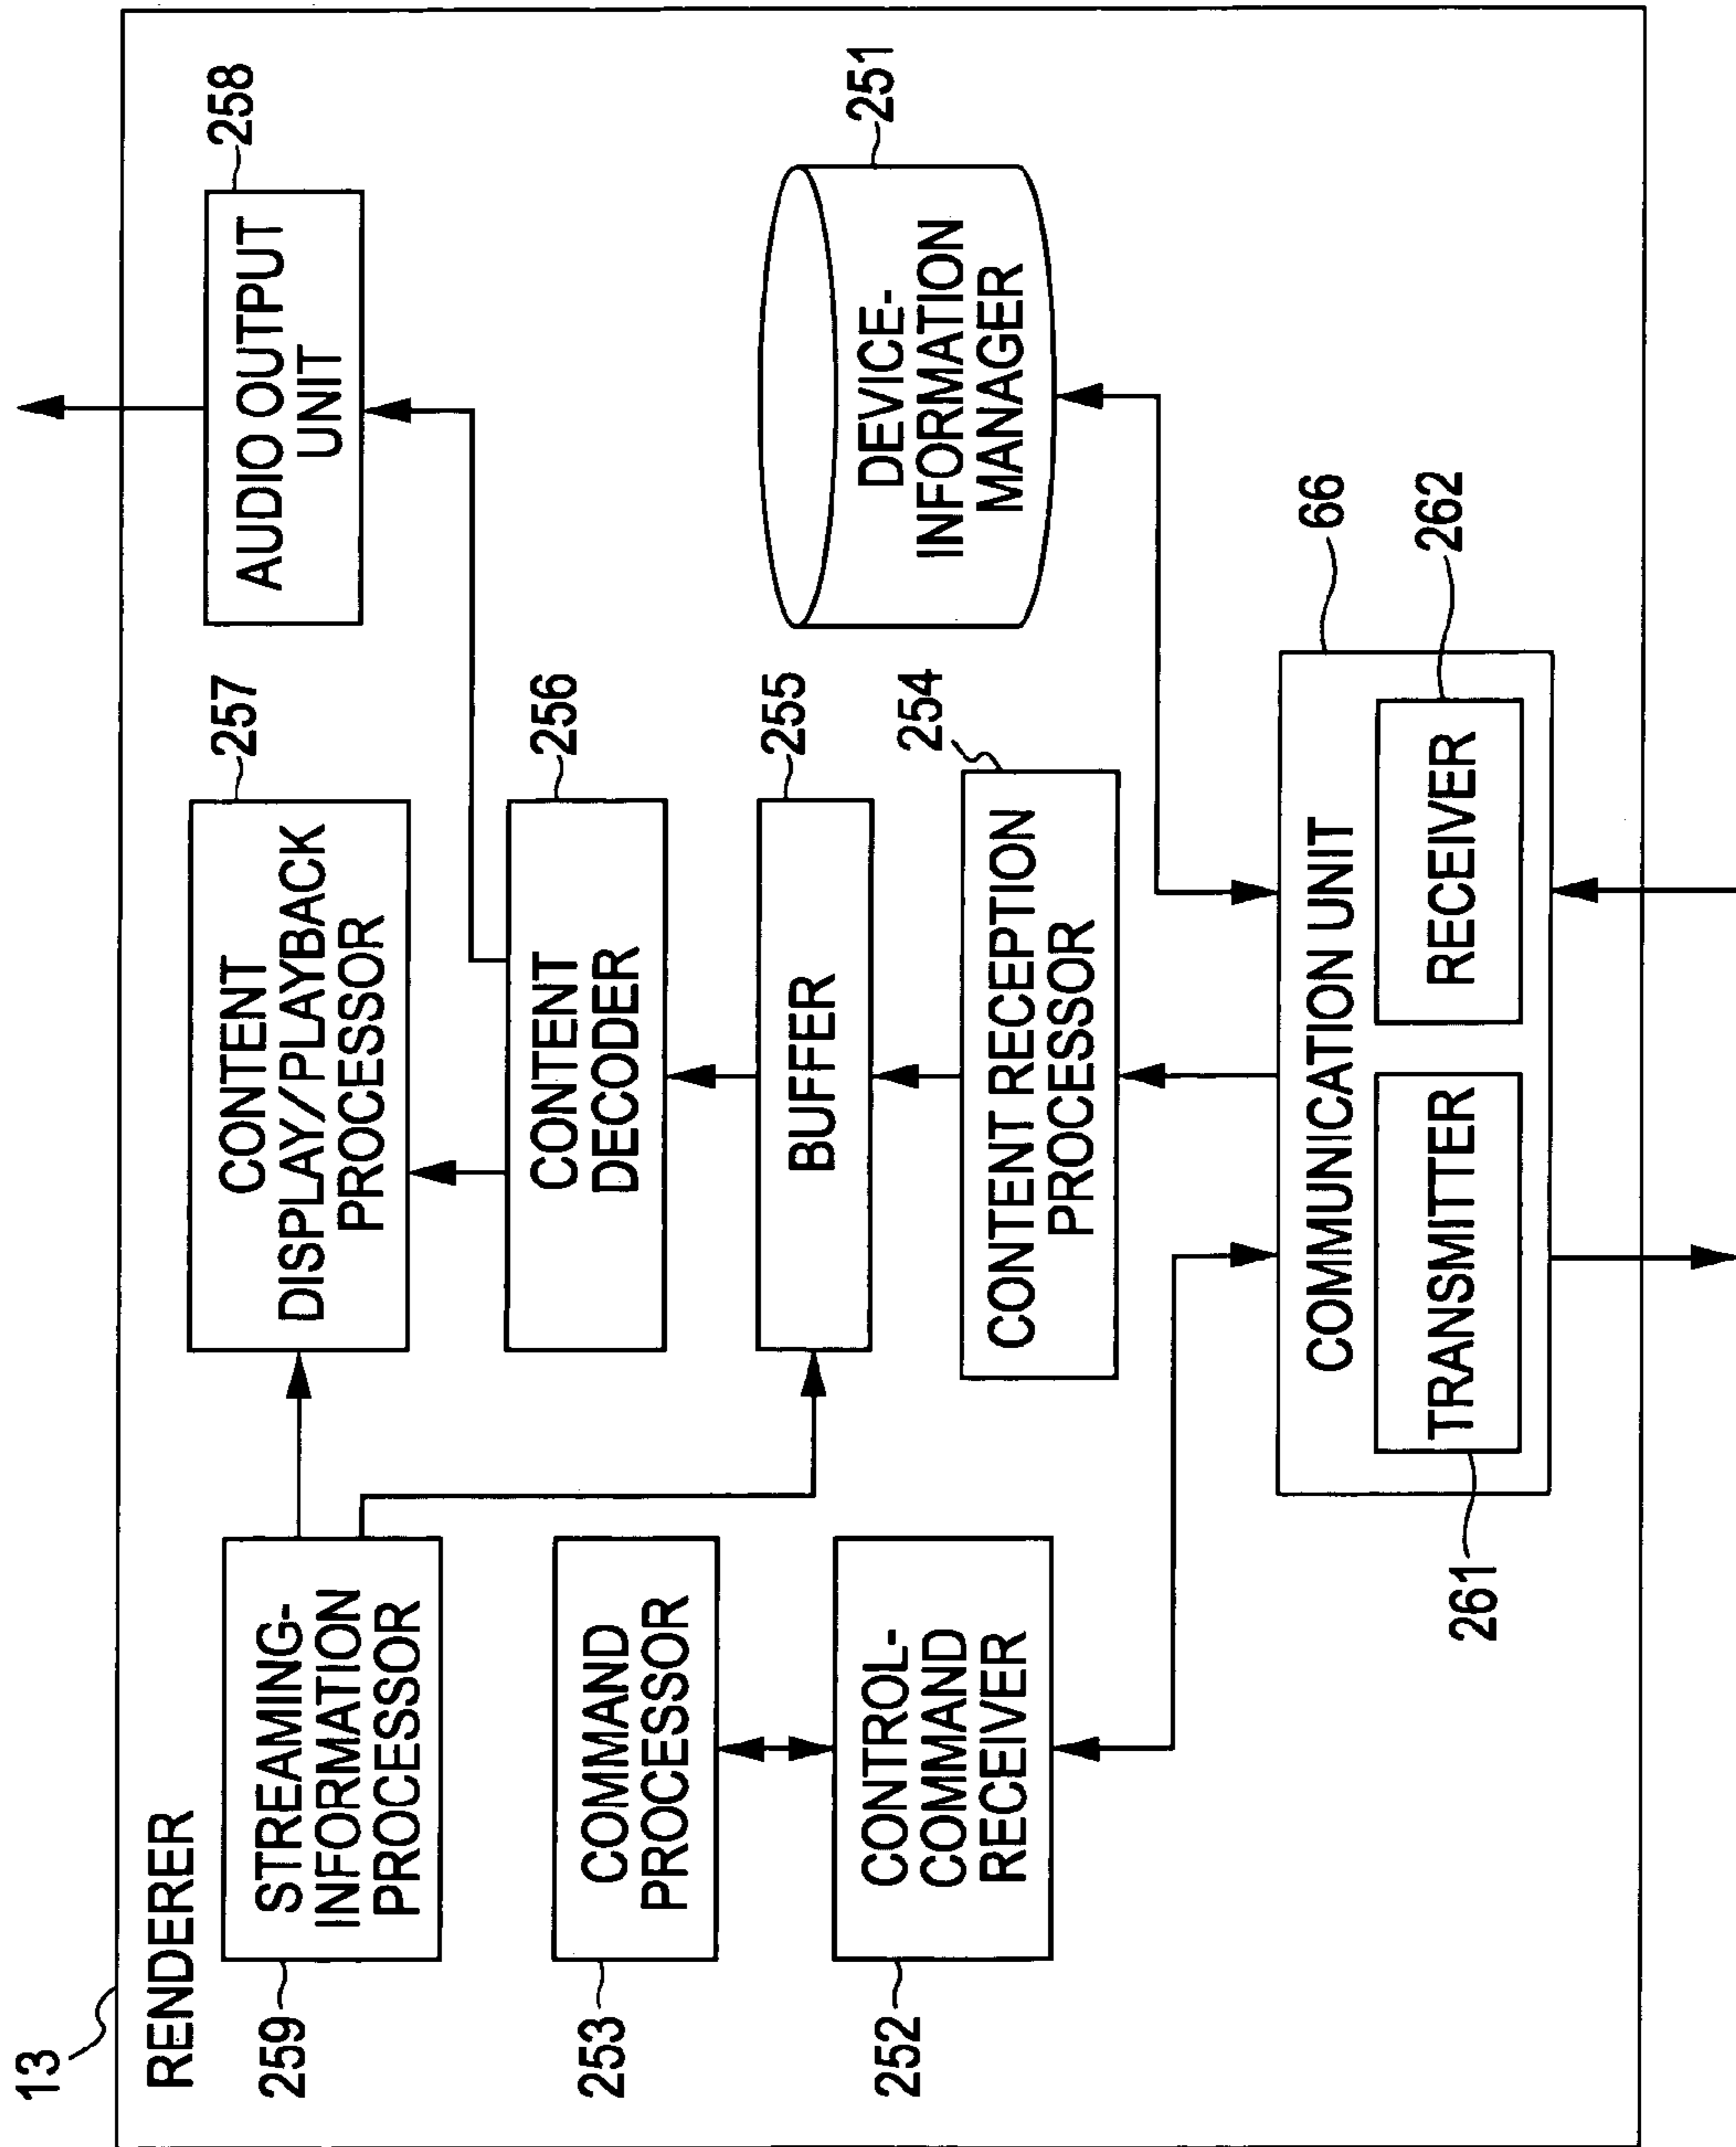 13
RENDERER
259
STREAMING-
INFORMATION
PROCESSOR
257
CONTENT
DISPLAY/PLAYBACK
PROCESSOR
258
AUDIO OUTPUT
UNIT
253
COMMAND
PROCESSOR
256
CONTENT
DECODER
255
BUFFER
252
CONTROL-
COMMAND
RECEIVER
254
CONTENT RECEPTION
PROCESSOR
251
DEVICE-
INFORMATION
MANAGER
66
COMMUNICATION UNIT
261
TRANSMITTER
262
RECEIVER